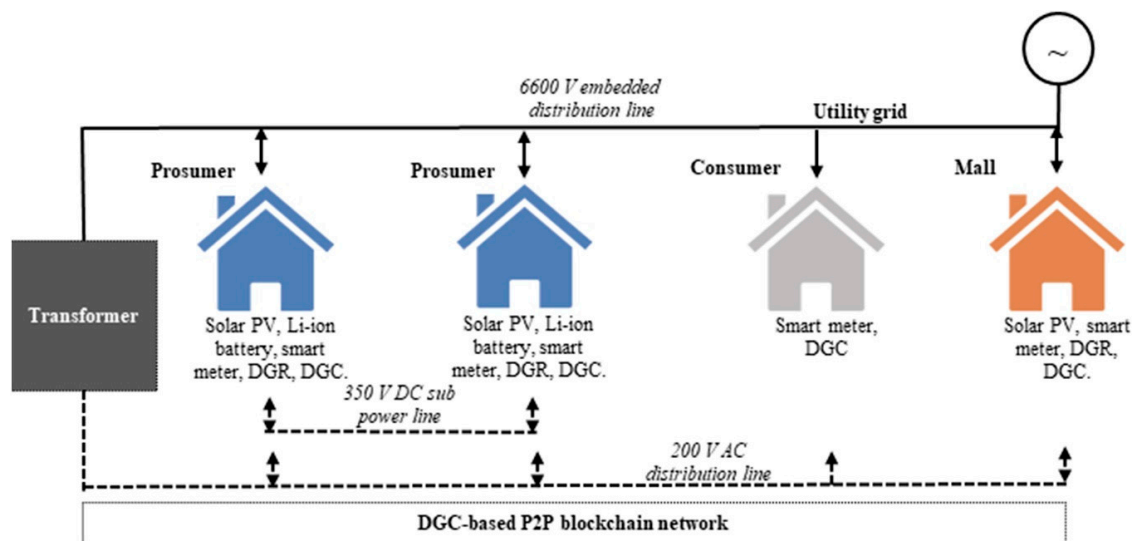 ~
6600 V embedded
distribution line
Utility grid
Prosumer
Prosumer
Consumer
Mall
Transformer
Solar PV, Li-ion
battery, smart
meter, DGR, DGC.
Solar PV, Li-ion
battery, smart
meter, DGR, DGC.
Smart meter,
DGC
Solar PV, smart
meter, DGR,
DGC.
350 V DC sub
power line
200 V AC
distribution line
DGC-based P2P blockchain network